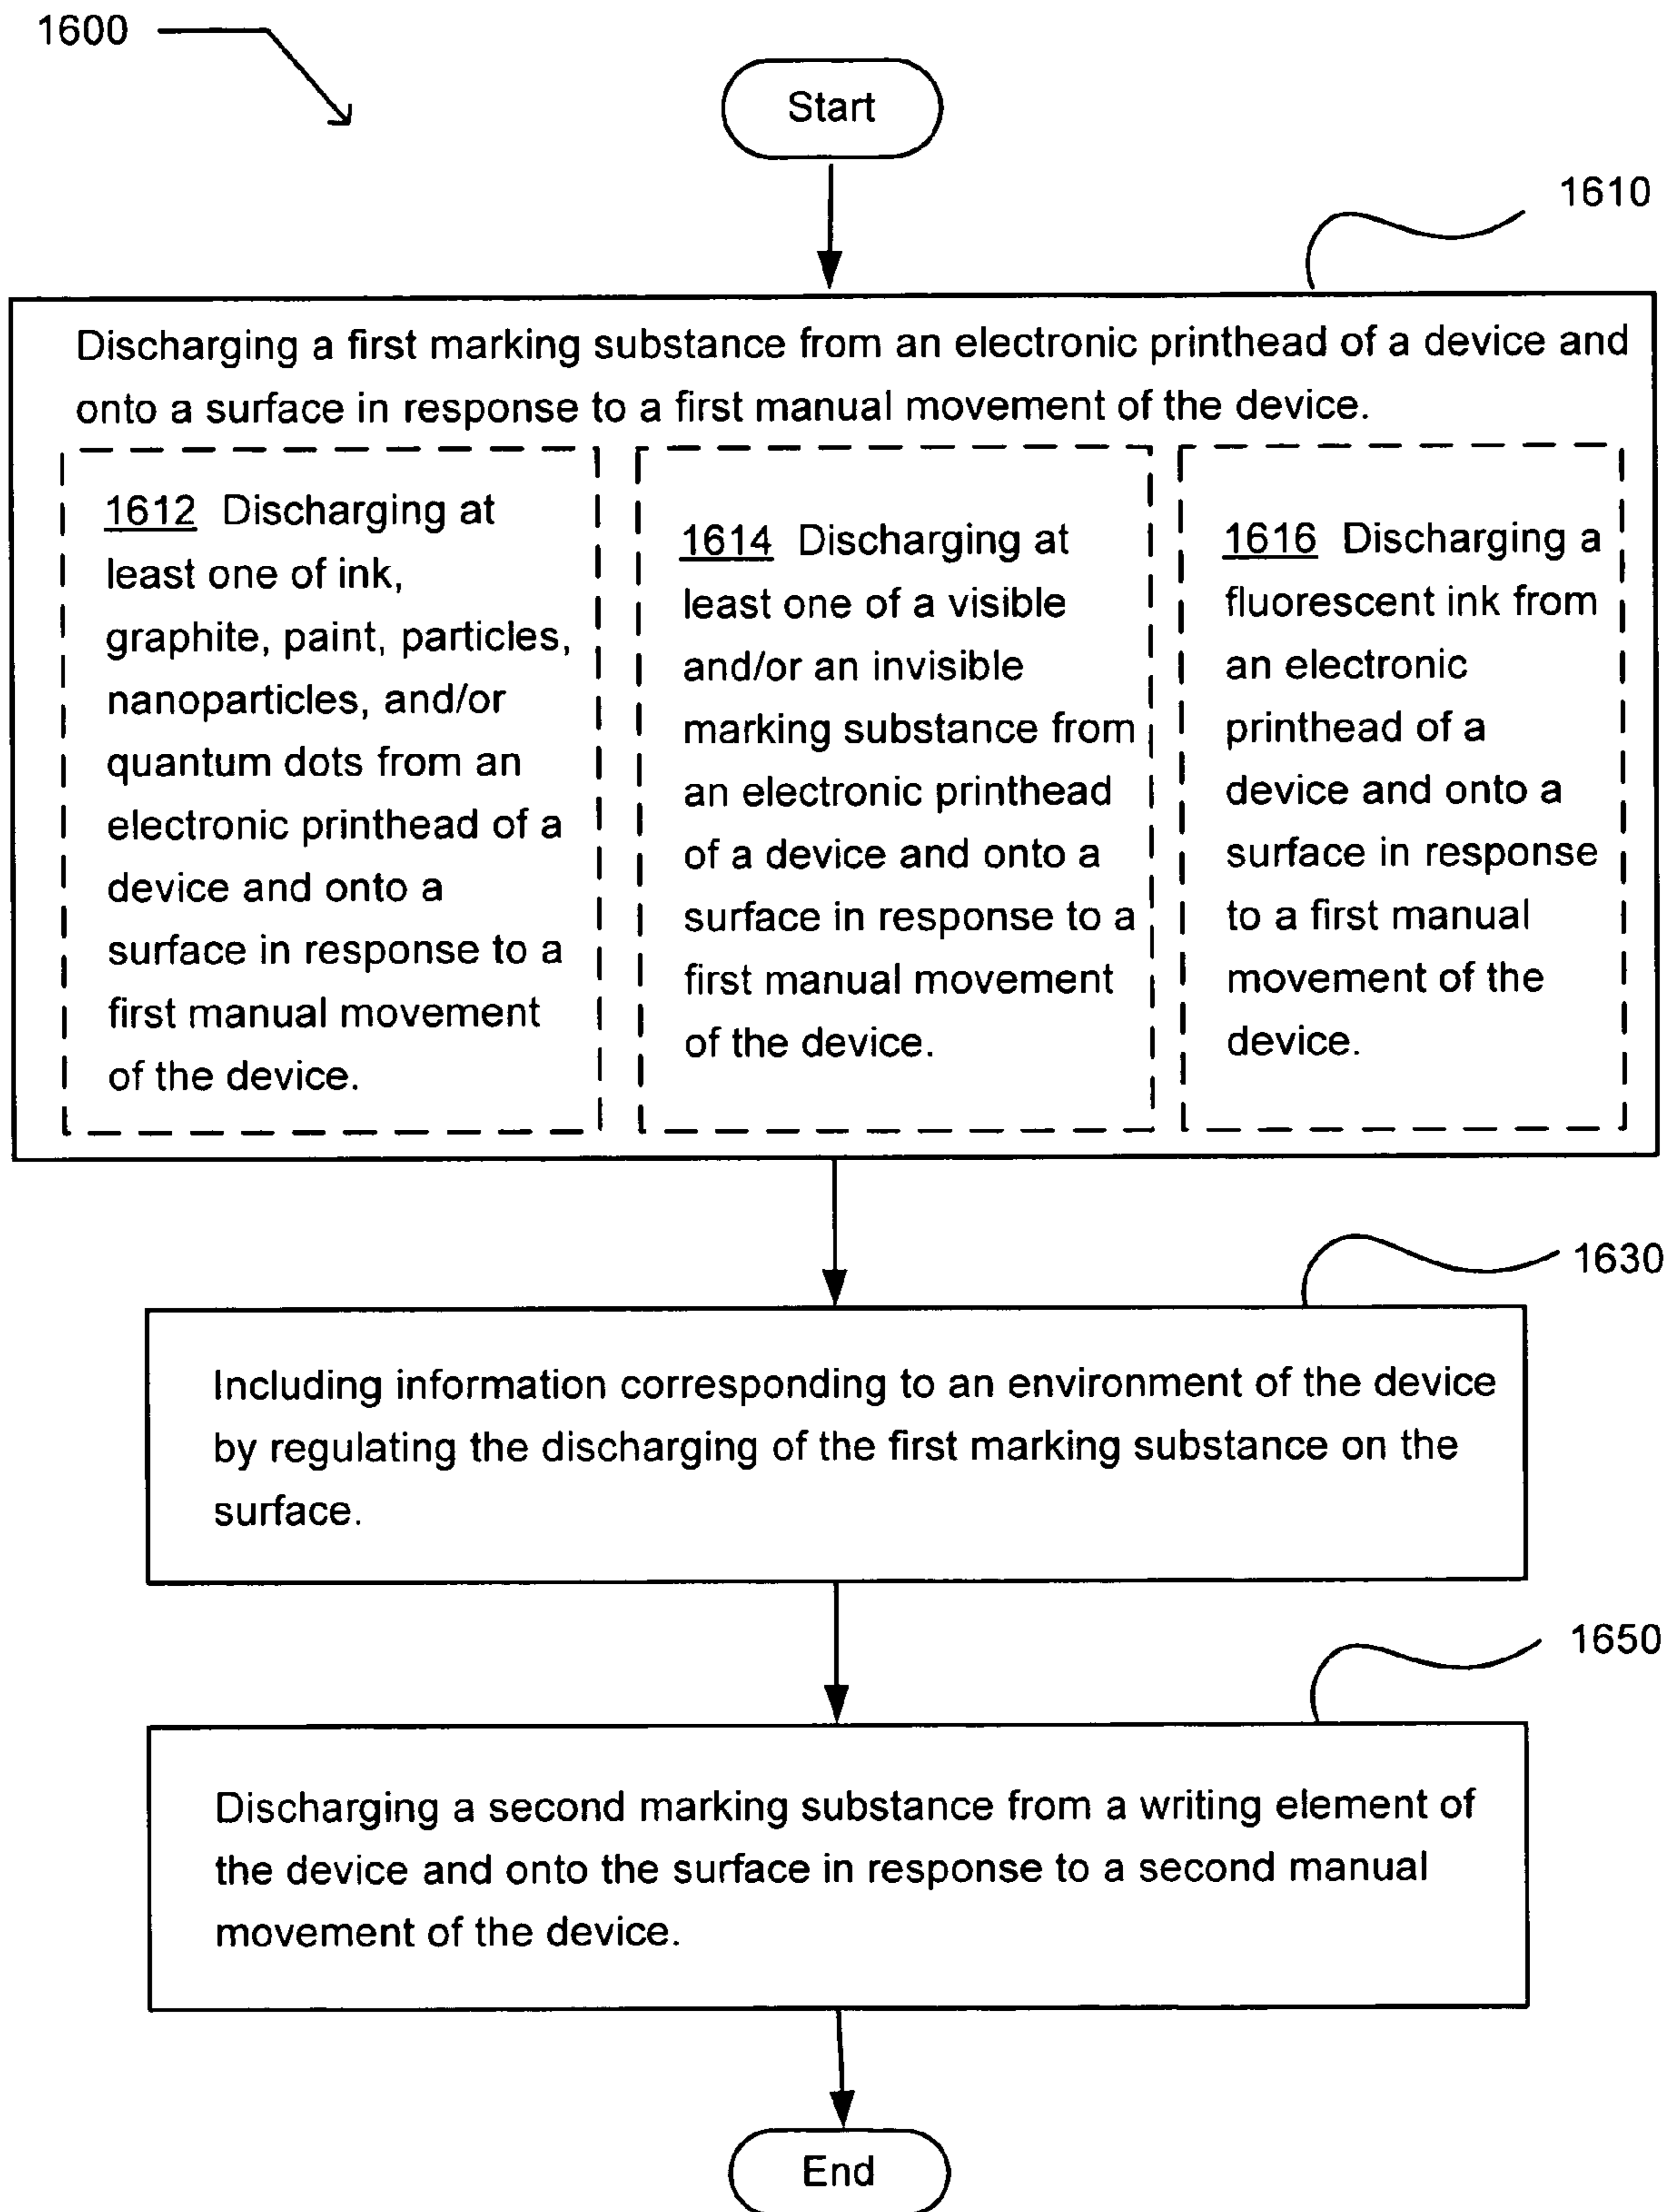 1600
Start
1610
Discharging a first marking substance from an electronic printhead of a device and
onto a surface in response to a first manual movement of the device.
1612 Discharging at
least one of ink,
graphite, paint, particles,
nanoparticles, and/or
quantum dots from an
electronic printhead of a
device and onto a
surface in response to a
first manual movement
of the device.
1614 Discharging at
least one of a visible
and/or an invisible
marking substance from
an electronic printhead
of a device and onto a
surface in response to a
first manual movement
of the device.
1616 Discharging a
fluorescent ink from
an electronic
printhead of a
device and onto a
surface in response
to a first manual
movement of the
device.
1630
Including information corresponding to an environment of the device
by regulating the discharging of the first marking substance on the
surface.
1650
Discharging a second marking substance from a writing element of
the device and onto the surface in response to a second manual
movement of the device.
End